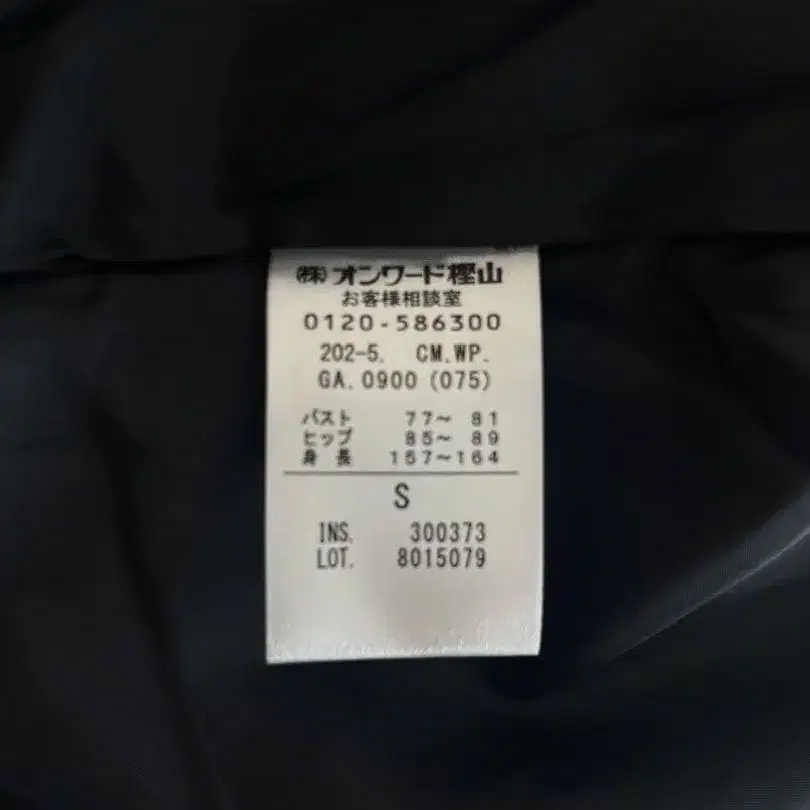 ㈱オンワード樫山
お客様相談室
0120-586300
202-5. CM.WP.
GA.0900 (075)
バスト 77～ 81
ヒップ 85～ 89
身 長 157～164
S
INS. 300373
LOT. 8015079